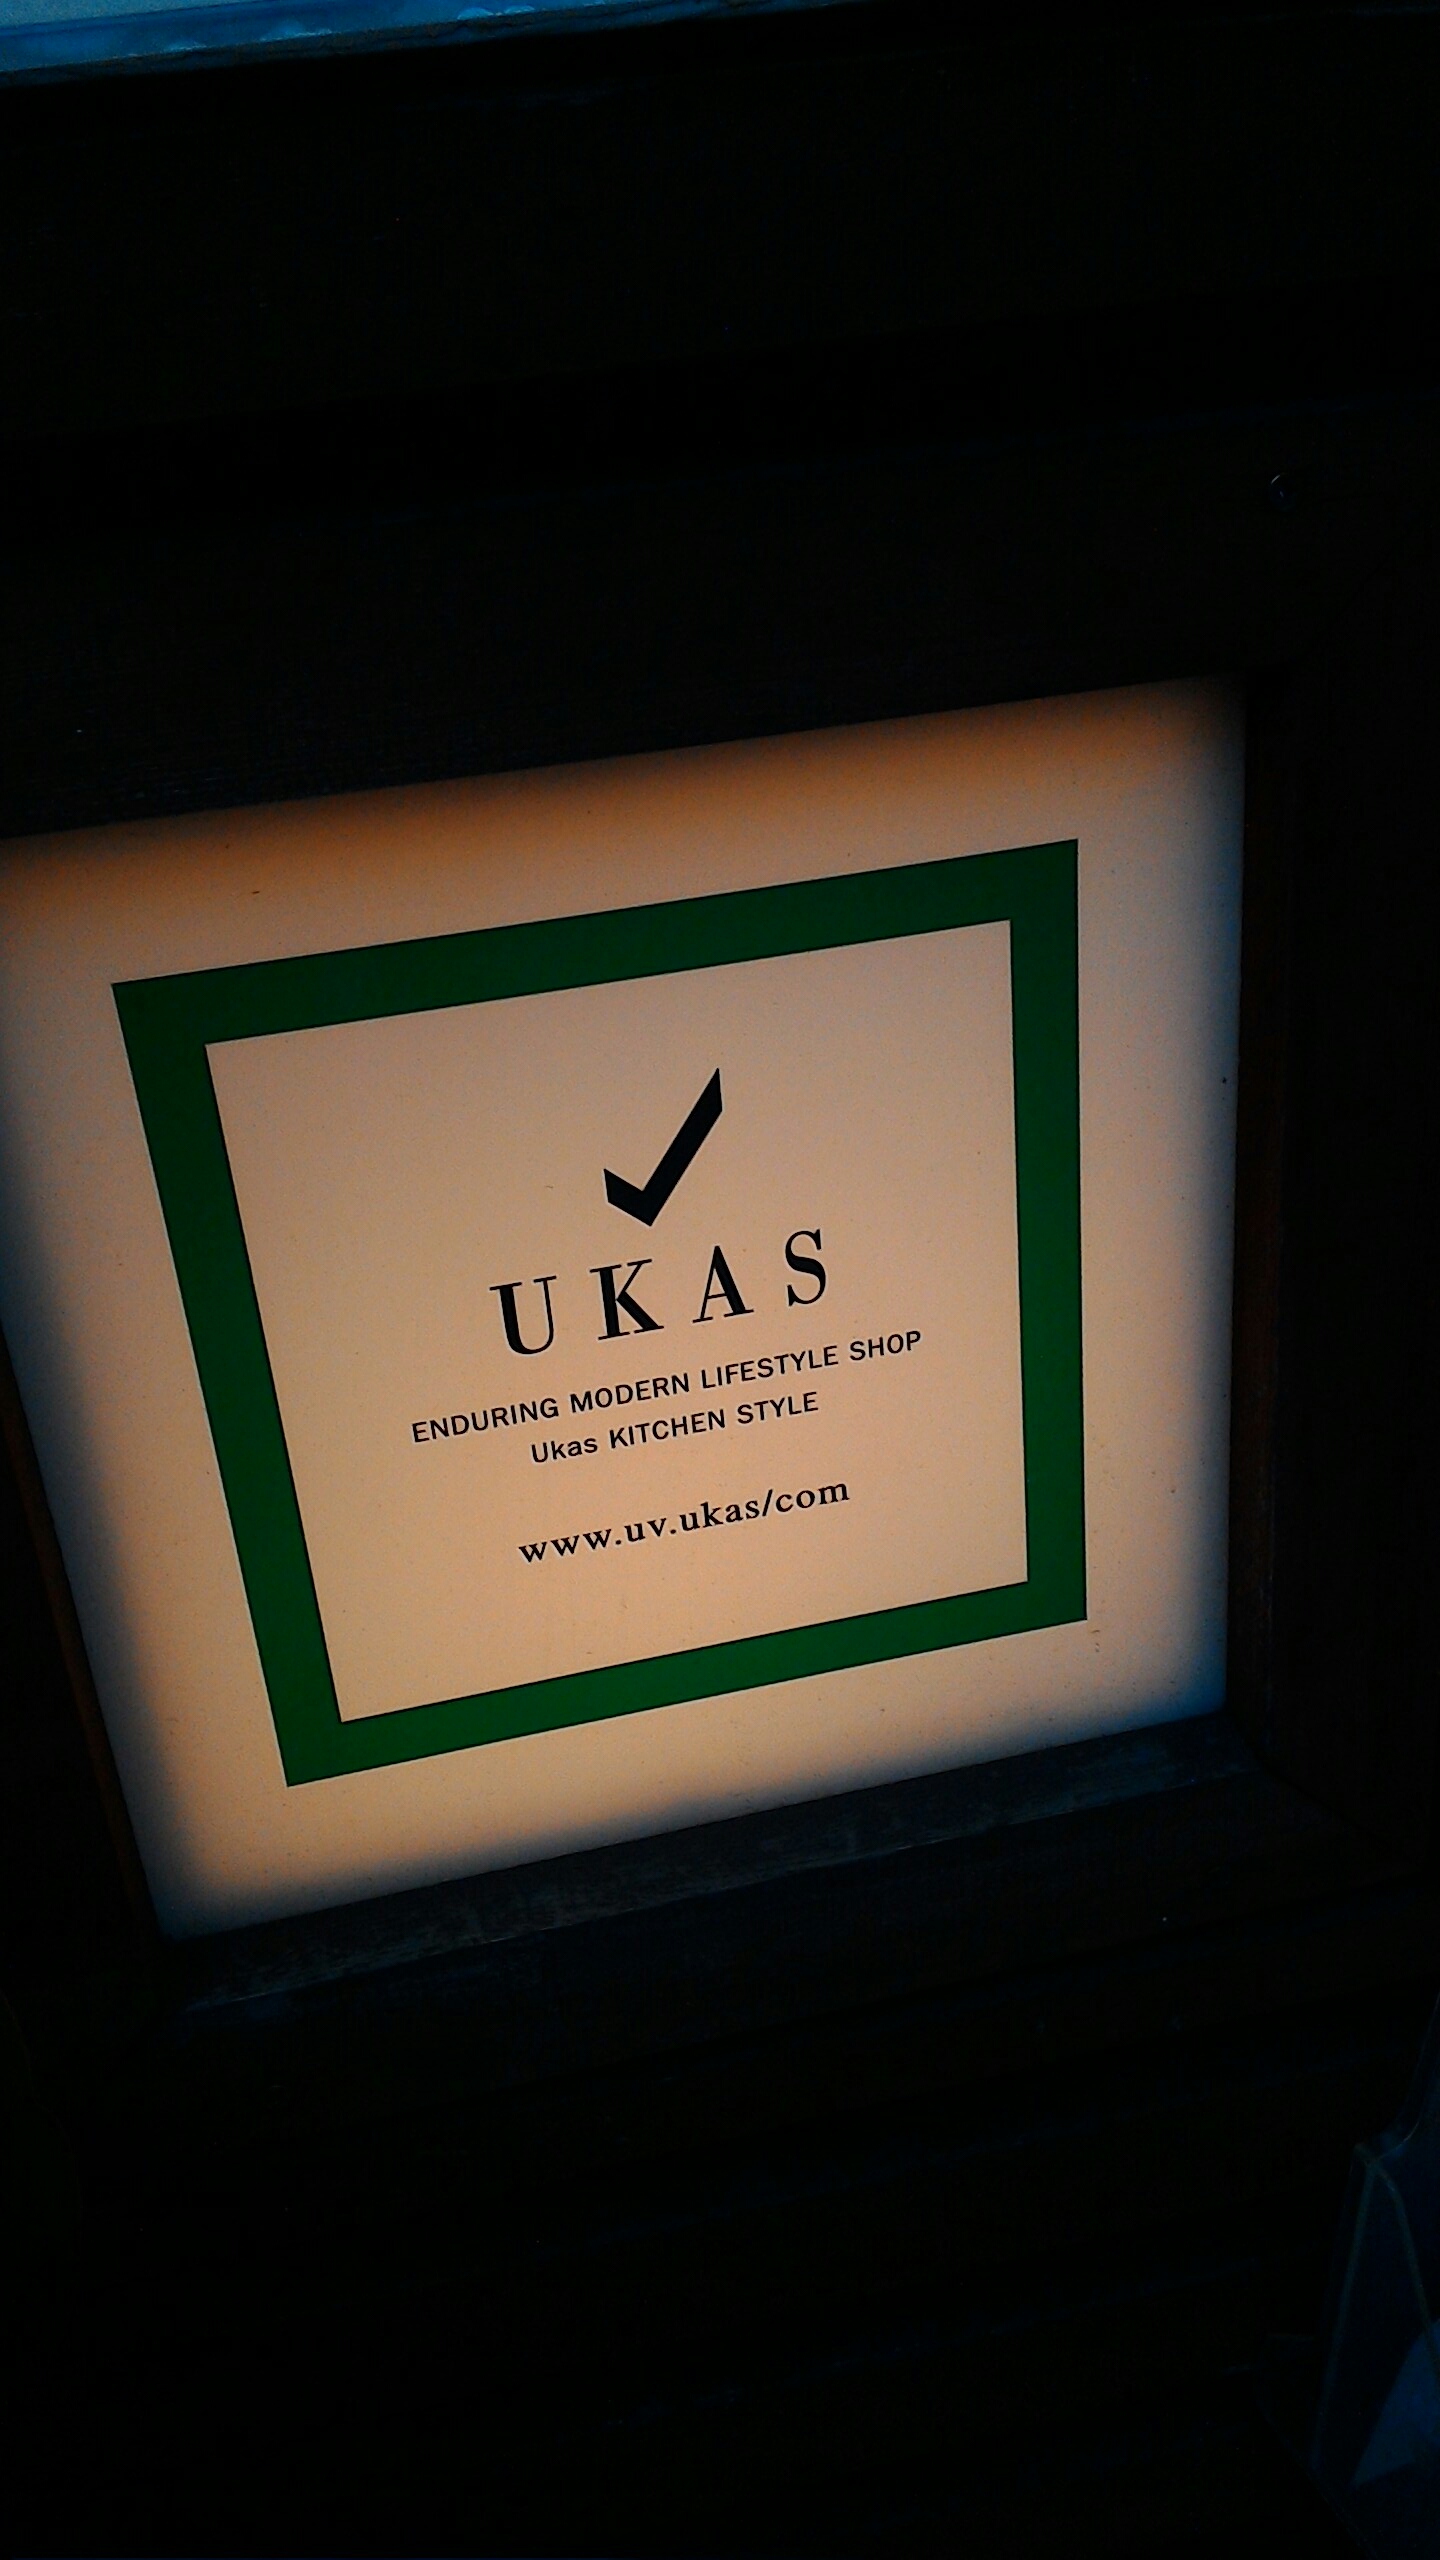 UKAS
ENDURING MODERN LIFESTYLE SHOP
Ukas KITCHEN STYLE
www.uv.ukas/com